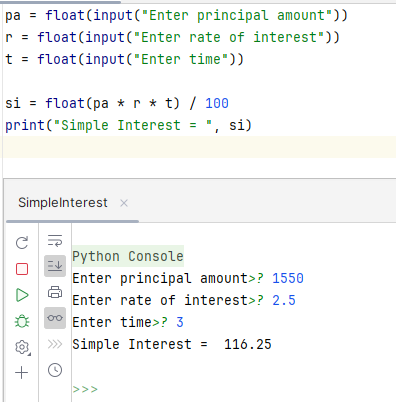 pa = float(input("Enter principal amount"))
r = float(input("Enter rate of interest"))
t = float(input("Enter time"))
si = float(pa * r * t) / 100
print("Simple Interest = ", si)
SimpleInterest ×
Python Console
Enter principal amount>? 1550
Enter rate of interest>? 2.5
Enter time>? 3
Simple Interest =  116.25
>>>